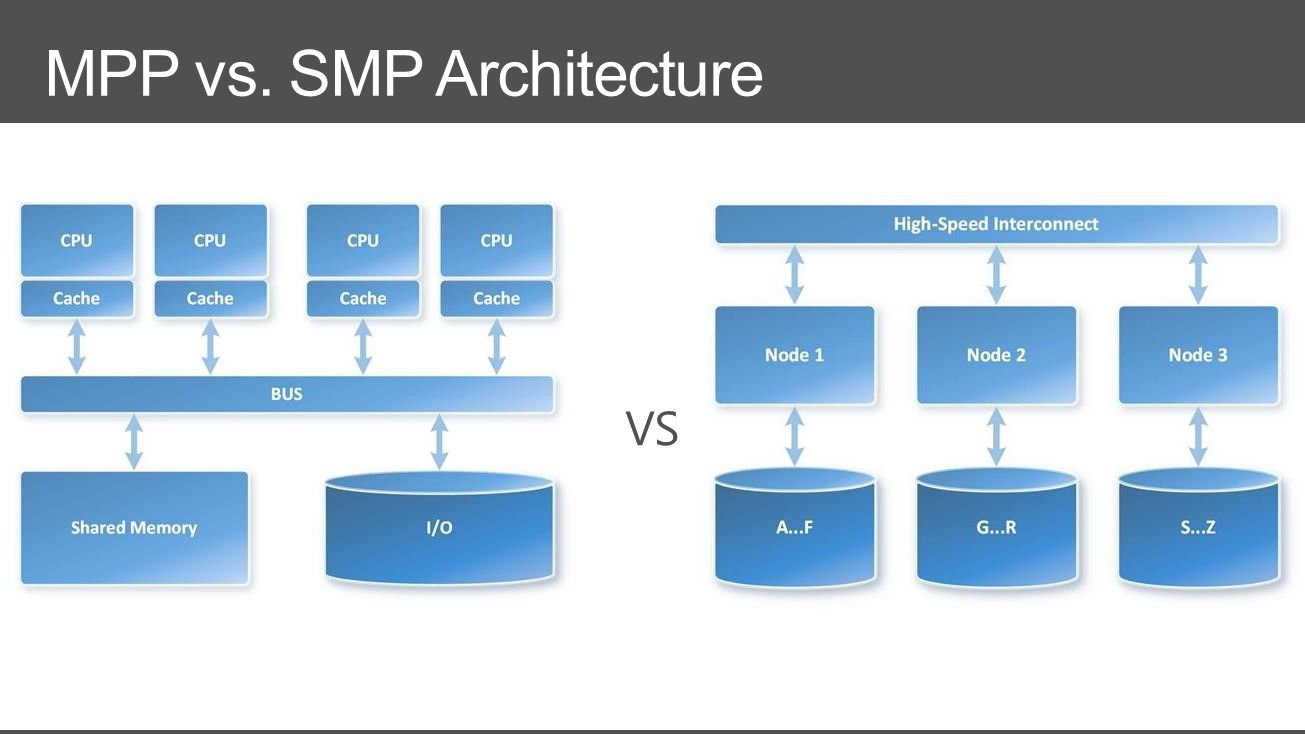 MPP vs. SMP Architecture
CPU CPU CPU CPU
Cache Cache Cache Cache
BUS
Shared Memory I/O
VS
High-Speed Interconnect
Node 1 Node 2 Node 3
A...F G...R S...Z